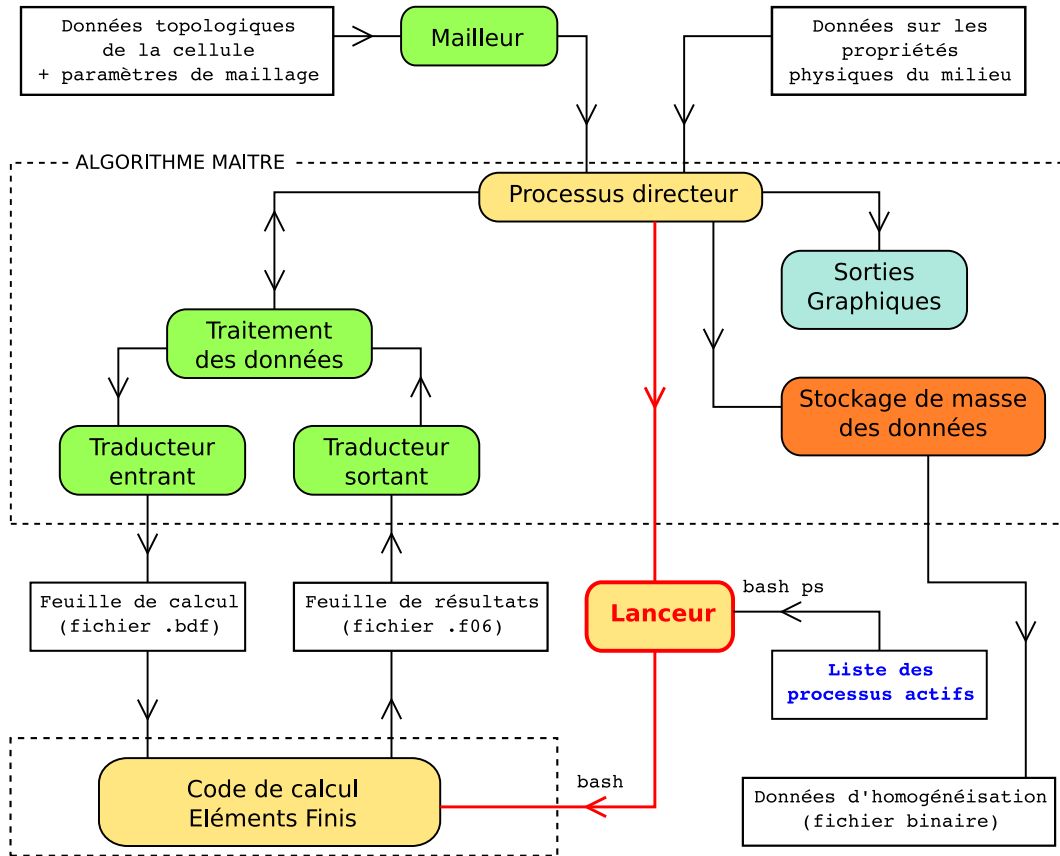 Données topologiques
de la cellule
+ paramètres de maillage
Mailleur
Données sur les
propriétés
physiques du milieu
ALGORITHME MAITRE
Processus directeur
Sorties
Graphiques
Traitement
des données
Stockage de masse
des données
Traducteur
entrant
Traducteur
sortant
Feuille de calcul
(fichier .bdf)
Feuille de résultats
(fichier .f06)
Lanceur
bash ps
Liste des
processus actifs
Code de calcul
Eléments Finis
bash
Données d'homogénéisation
(fichier binaire)